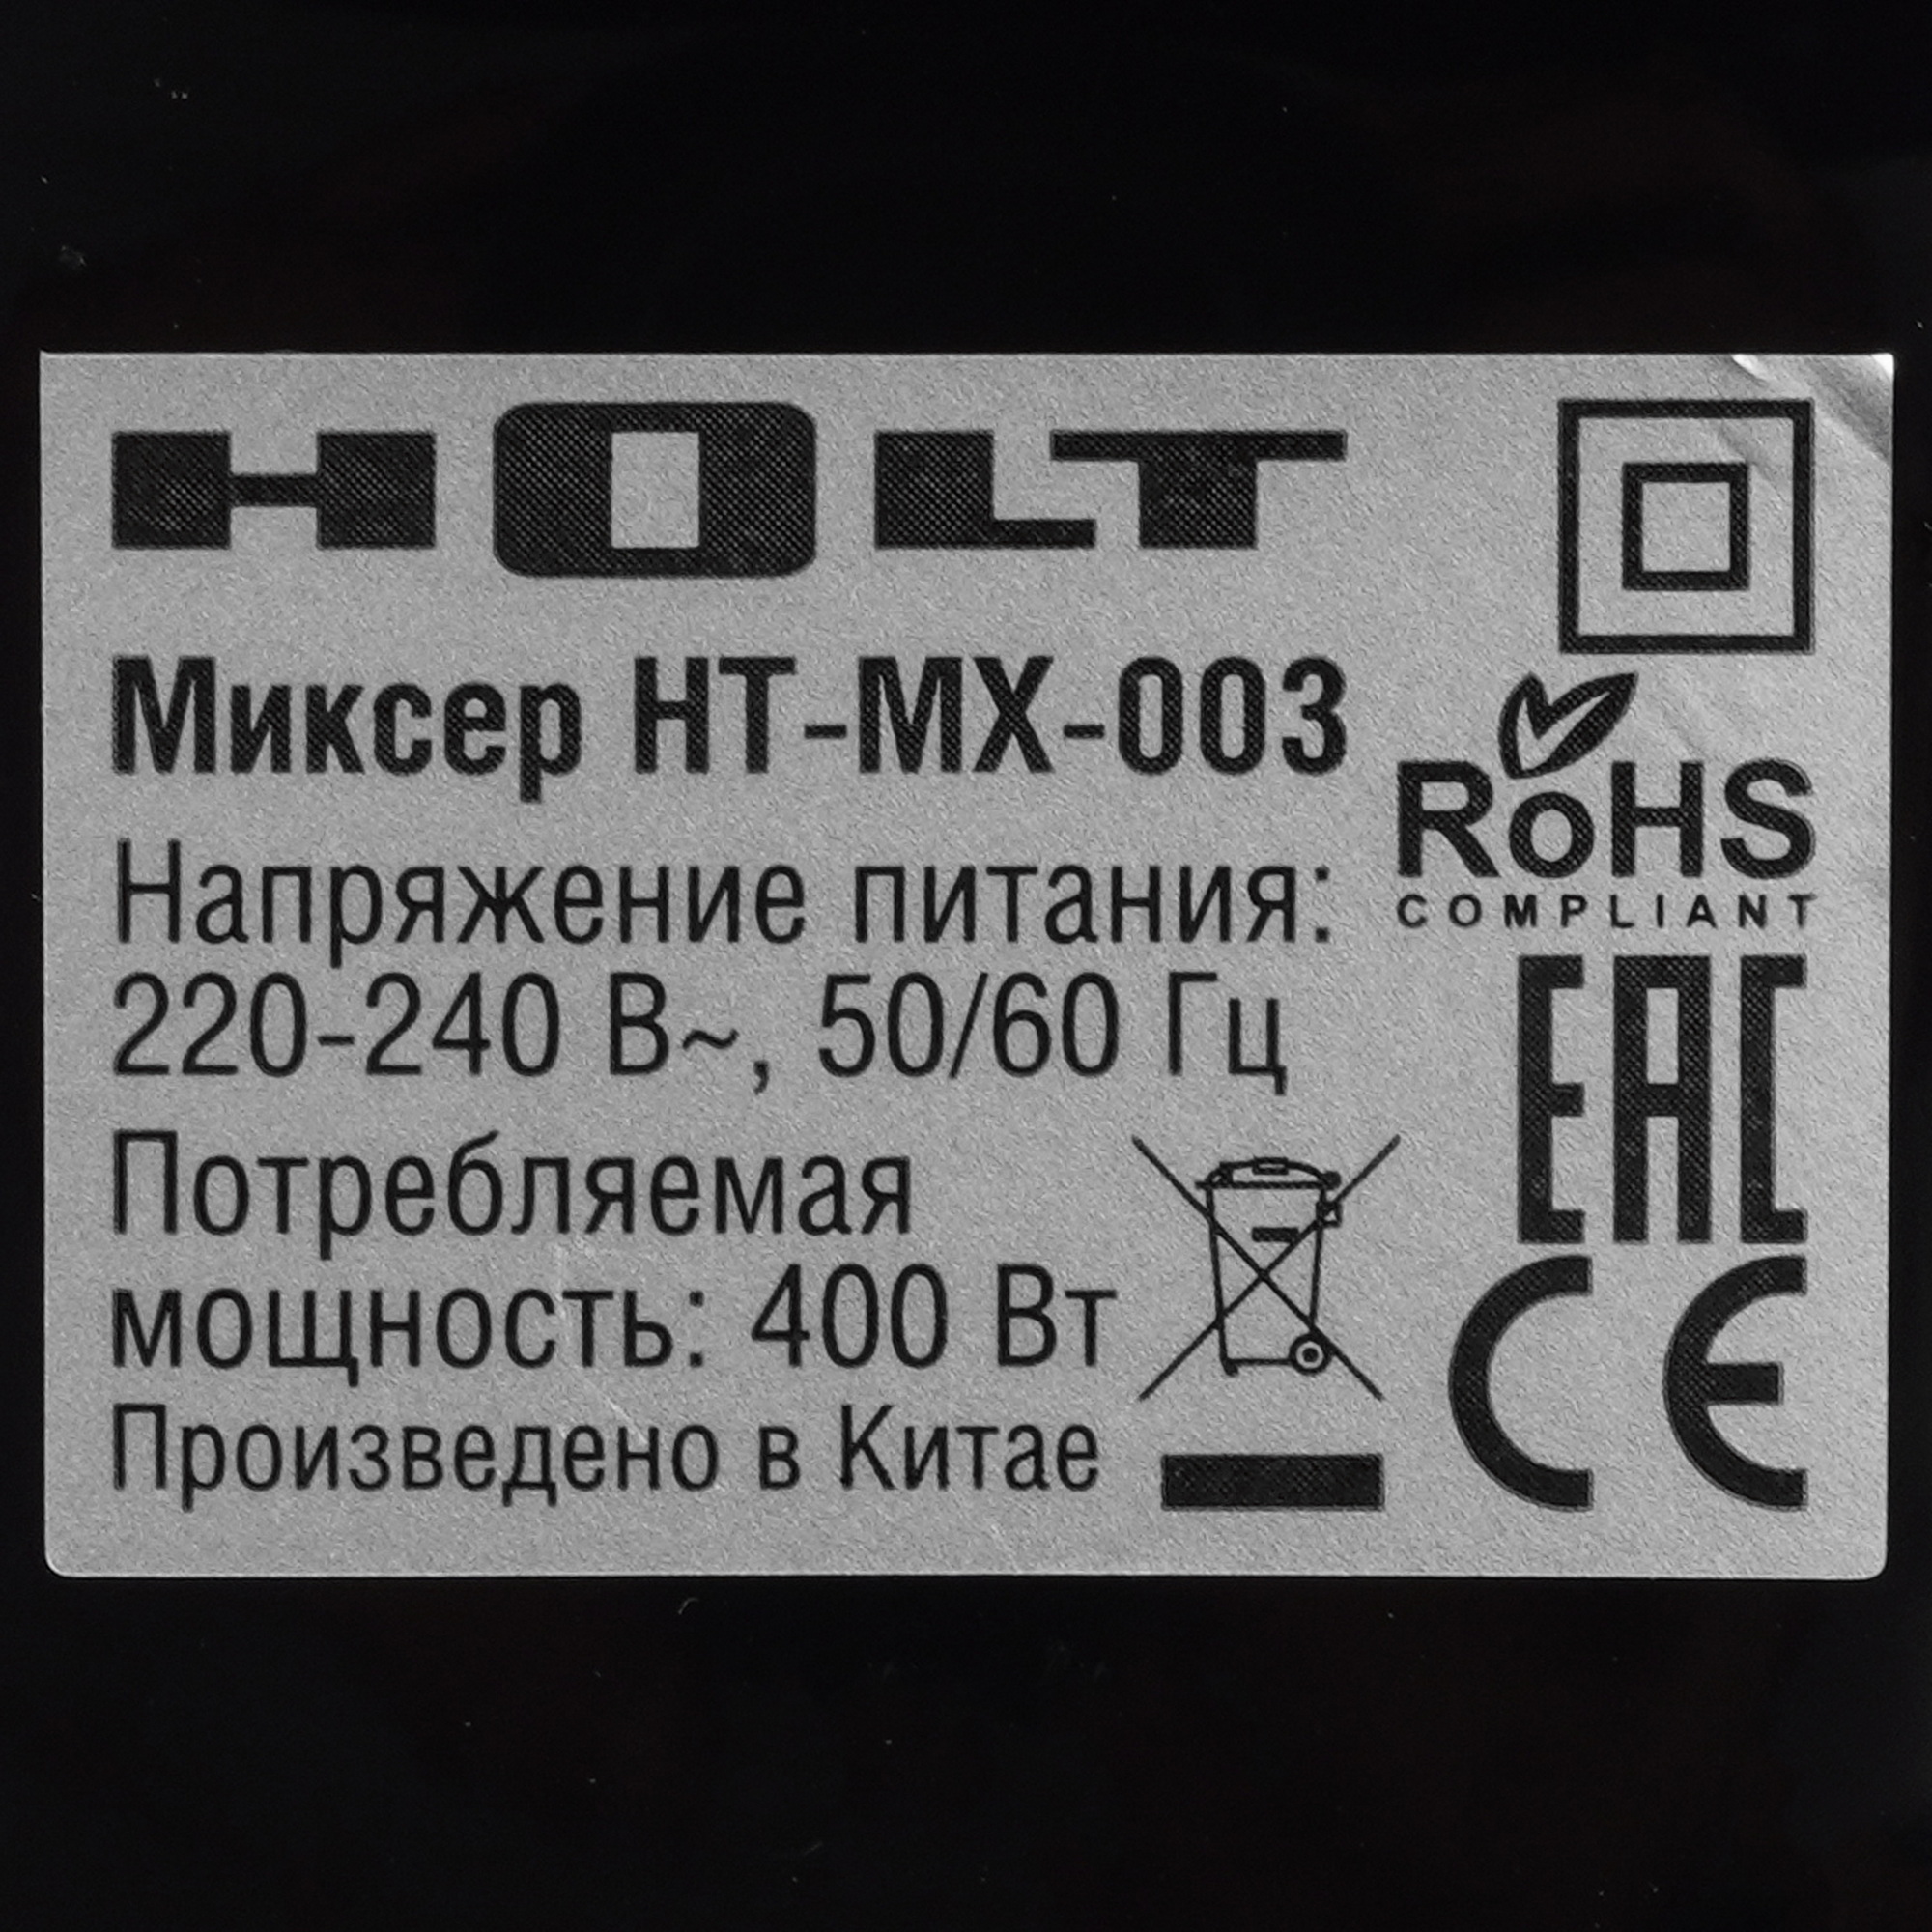 HOLT
Миксер HT-MX-003
RoHS
COMPLIANT
Напряжение питания:
220-240 В~, 50/60 Гц
EAC
Потребляемая
мощность: 400 Вт
CE
Произведено в Китае